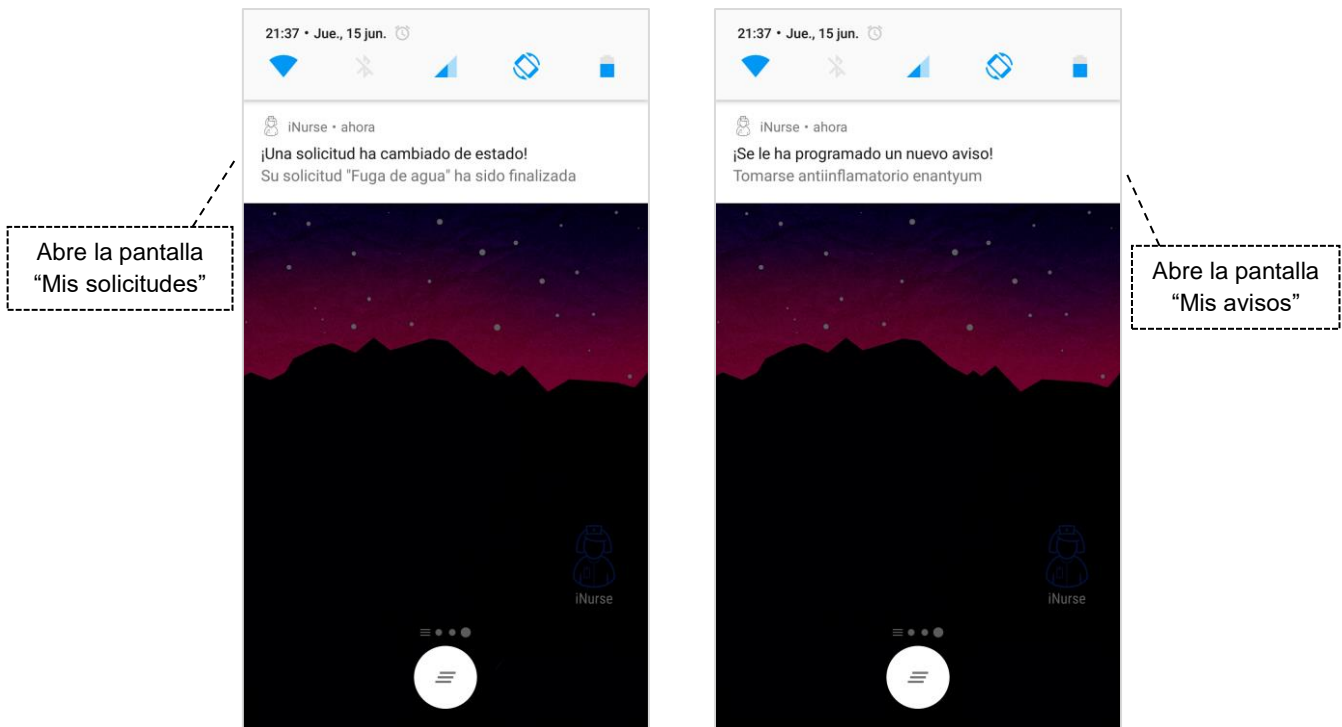 21:37 • Jue., 15 jun.
iNurse • ahora
¡Una solicitud ha cambiado de estado!
Su solicitud "Fuga de agua" ha sido finalizada
Abre la pantalla
“Mis solicitudes”
iNurse
21:37 • Jue., 15 jun.
iNurse • ahora
¡Se le ha programado un nuevo aviso!
Tomarse antiinflamatorio enantyum
Abre la pantalla
“Mis avisos”
iNurse